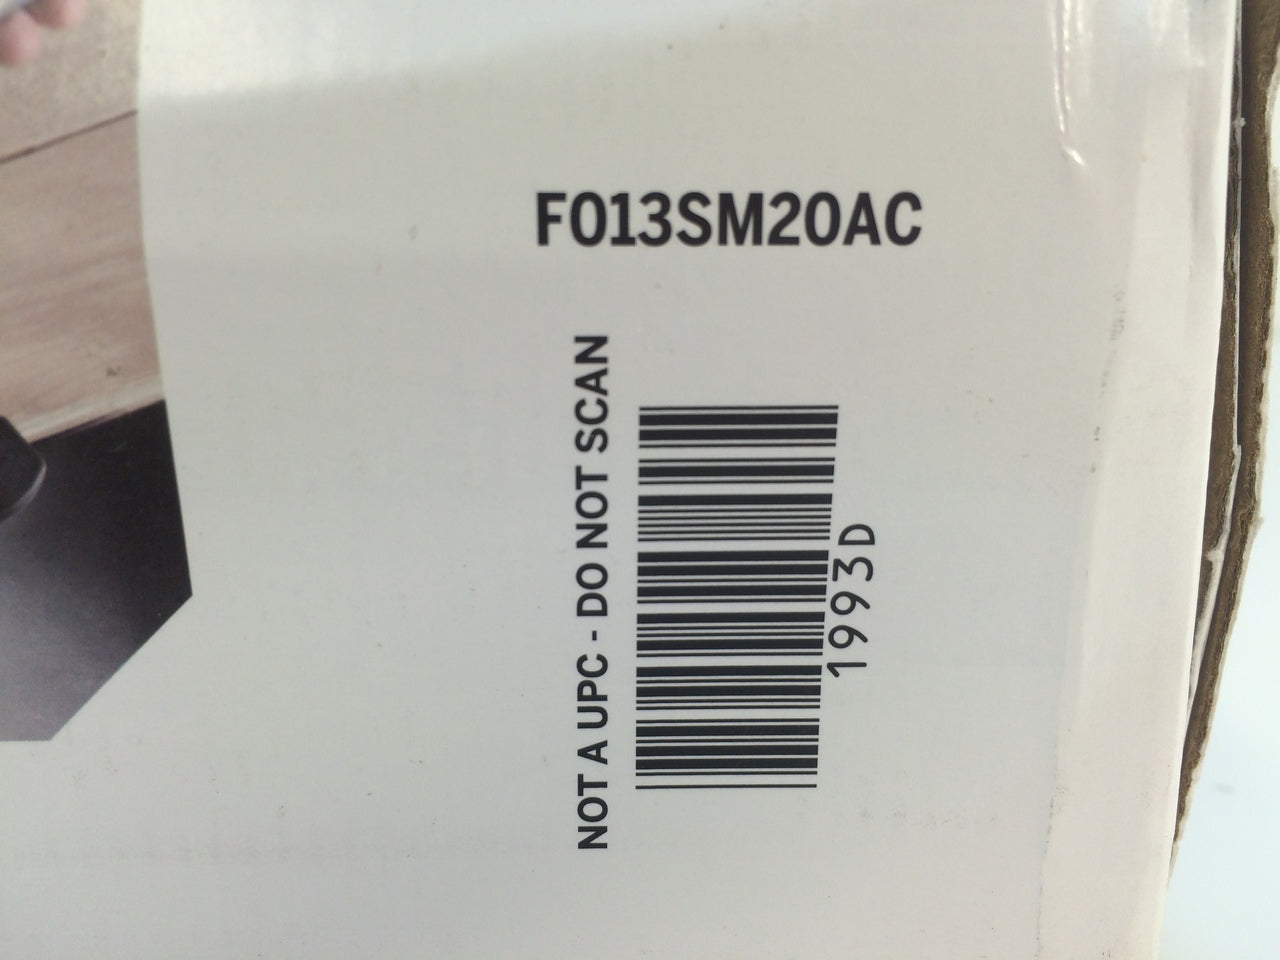 F013SM20AC
NOT A UPC - DO NOT SCAN
1993D